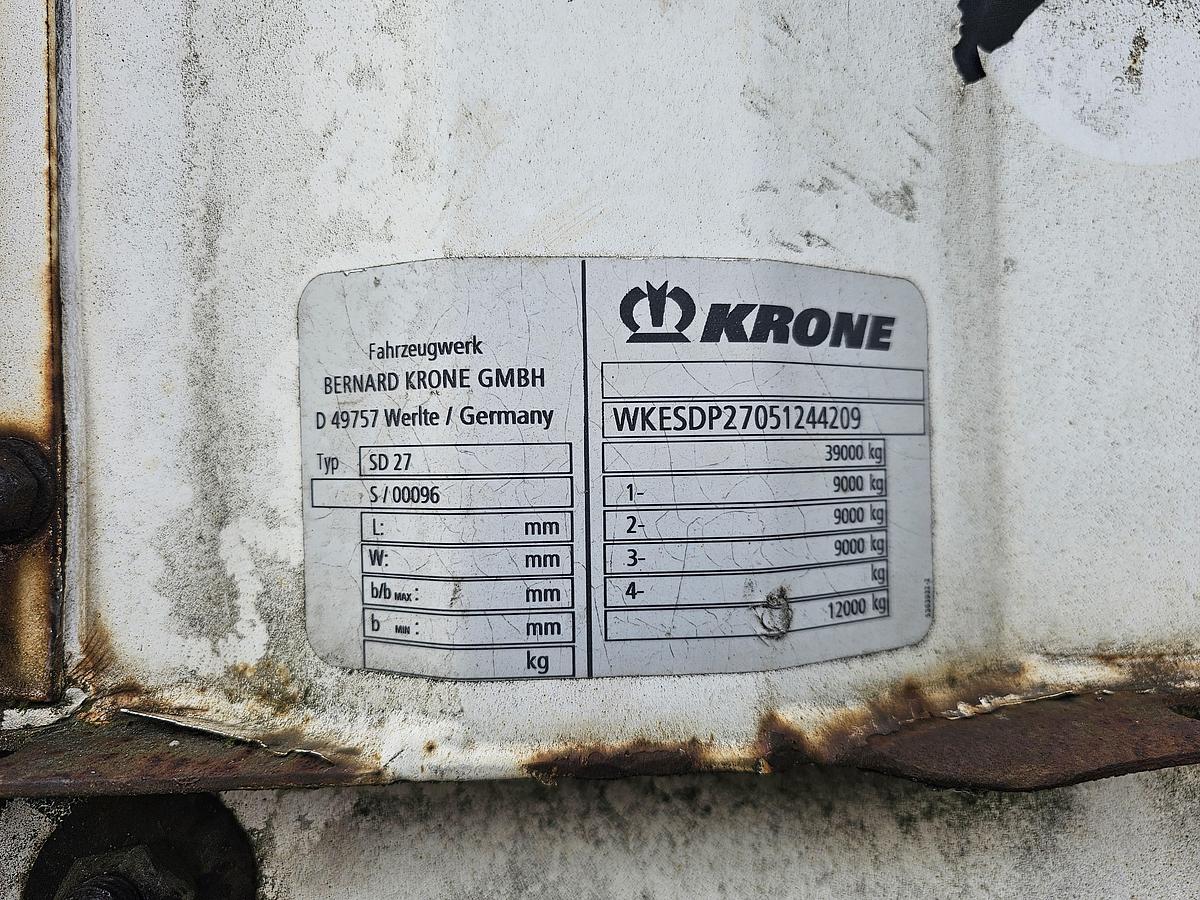 Fahrzeugwerk
BERNARD KRONE GMBH
D 49757 Werlte / Germany
Typ SD 27
S / 00096
L: mm
W: mm
b/b MAX : mm
b MIN : mm
kg
KRONE
WKESDP27051244209
39000 kg
1- 9000 kg
2- 9000 kg
3- 9000 kg
4- kg
12000 kg